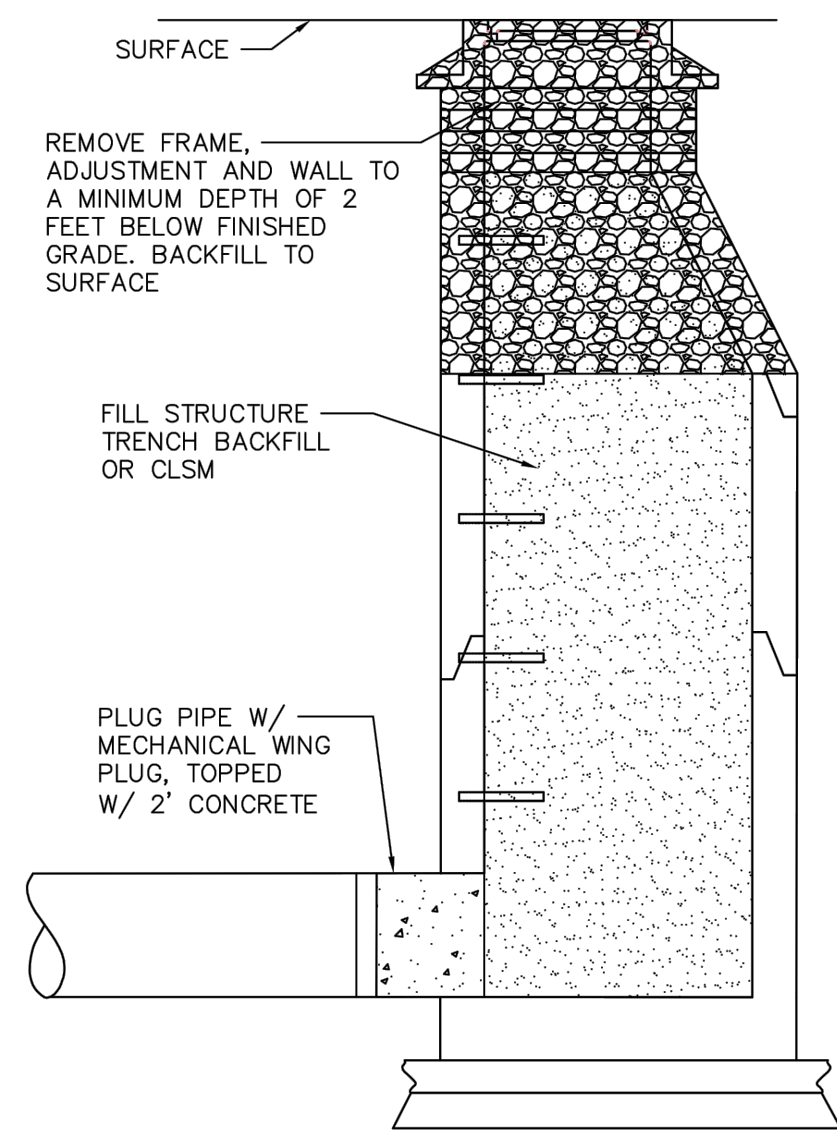 SURFACE
REMOVE FRAME,
ADJUSTMENT AND WALL TO
A MINIMUM DEPTH OF 2
FEET BELOW FINISHED
GRADE. BACKFILL TO
SURFACE
FILL STRUCTURE
TRENCH BACKFILL
OR CLSM
PLUG PIPE W/
MECHANICAL WING
PLUG, TOPPED
W/ 2' CONCRETE